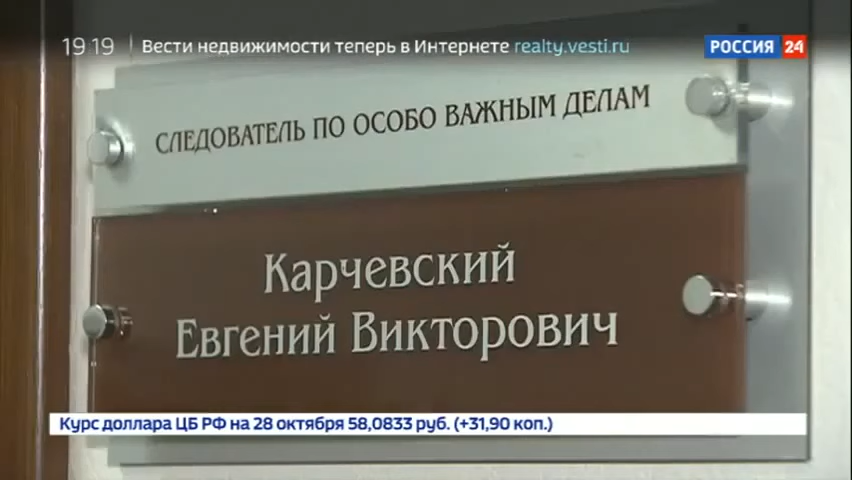 19:19 Вести недвижимости теперь в Интернете realty.vesti.ru РОССИЯ 24
СЛЕДОВАТЕЛЬ ПО ОСОБО ВАЖНЫМ ДЕЛАМ
Карчевский
Евгений Викторович
Курс доллара ЦБ РФ на 28 октября 58,0833 руб. (+31,90 коп.)